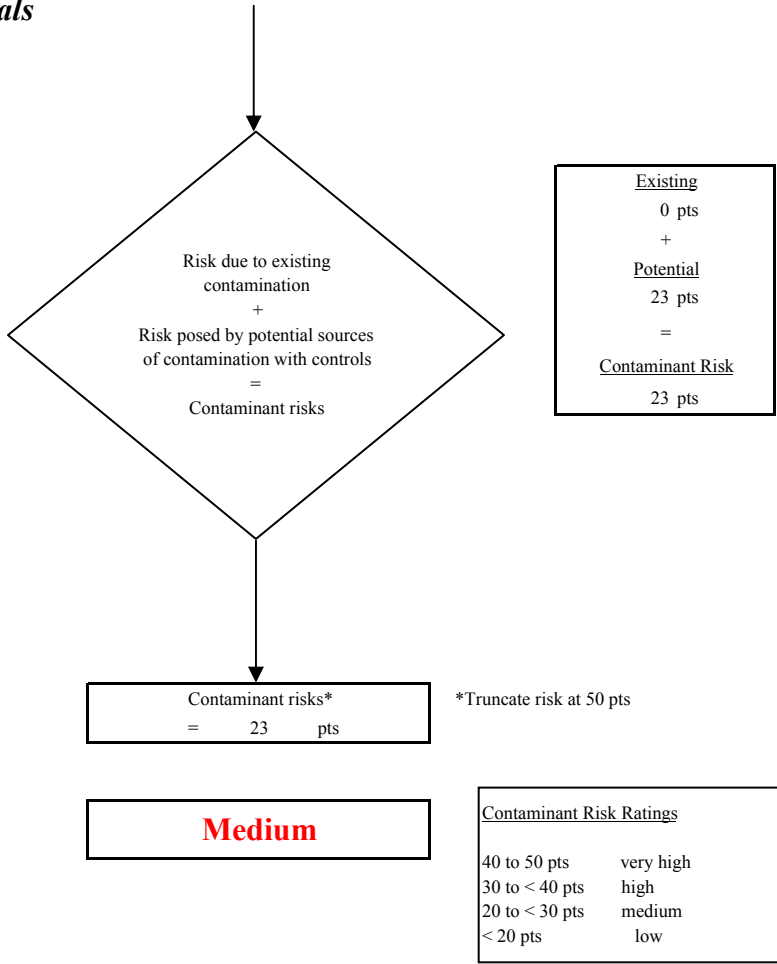 Risk due to existing
contamination
+
Risk posed by potential sources
of contamination with controls
=
Contaminant risks
Existing
0 pts
+
Potential
23 pts
=
Contaminant Risk
23 pts
Contaminant risks*
= 23 pts
*Truncate risk at 50 pts
Medium
Contaminant Risk Ratings
40 to 50 pts very high
30 to < 40 pts high
20 to < 30 pts medium
< 20 pts low